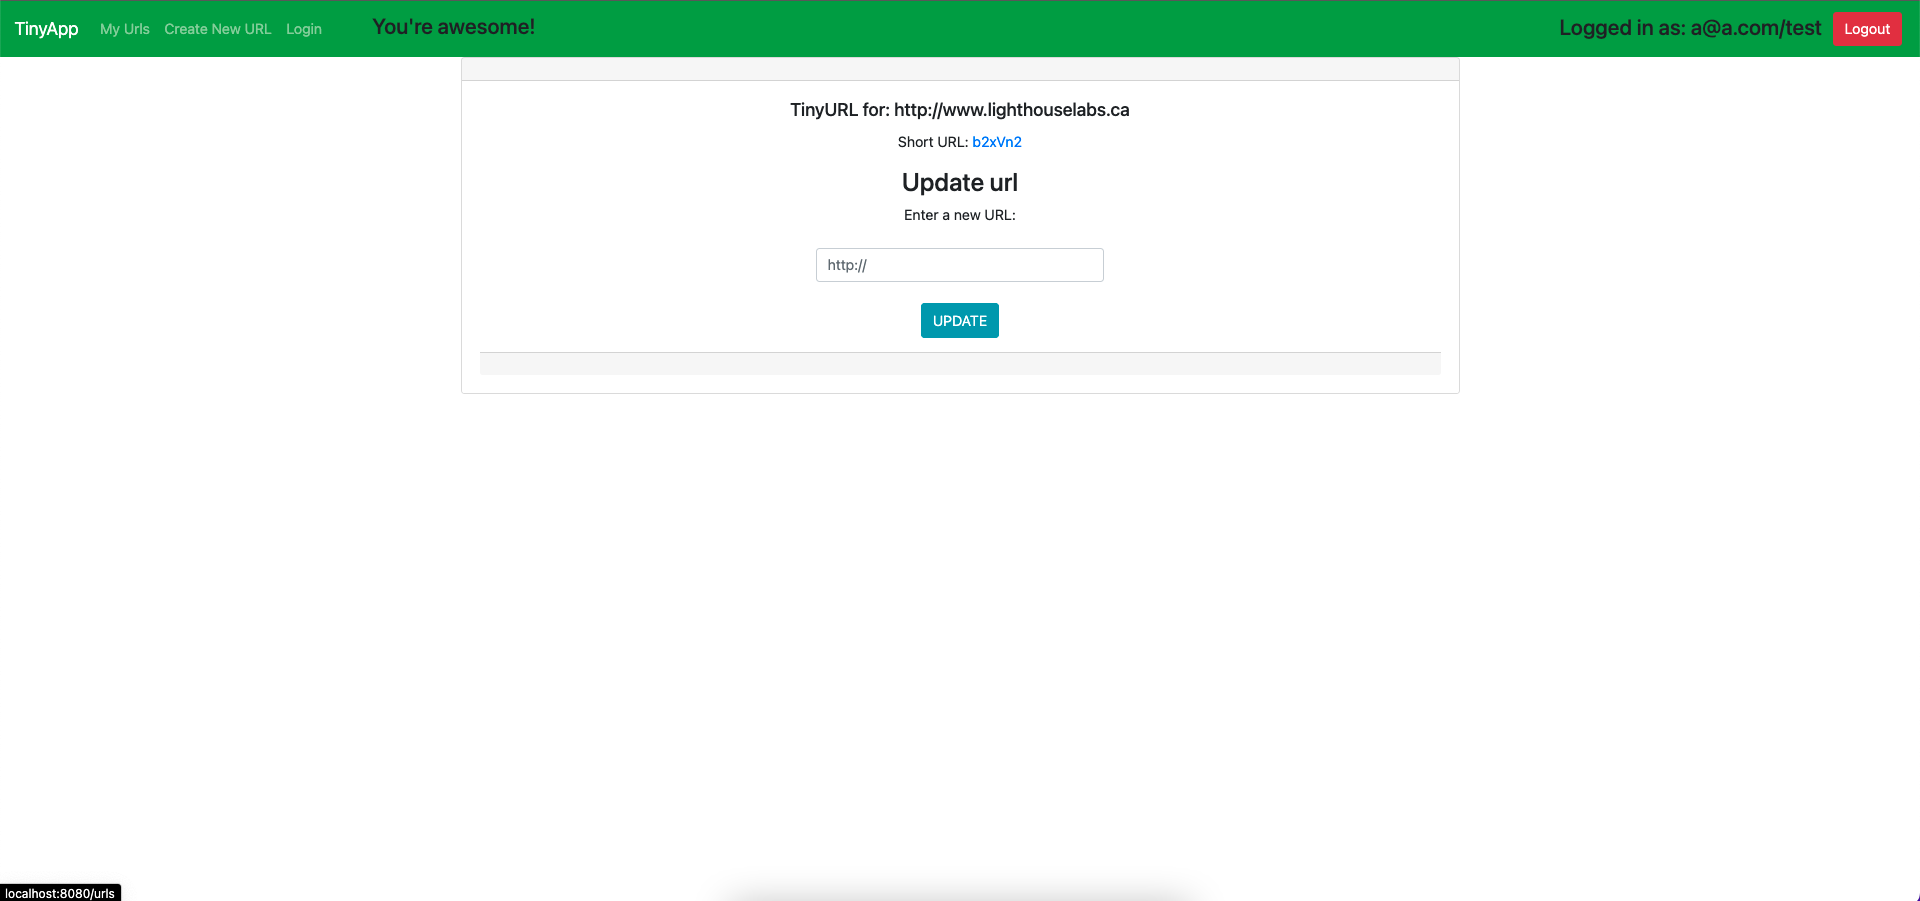 TinyApp My Urls Create New URL Login You're awesome! Logged in as: a@a.com/test Logout
TinyURL for: http://www.lighthouselabs.ca
Short URL: b2xVn2
Update url
Enter a new URL:
http://
UPDATE
localhost:8080/urls